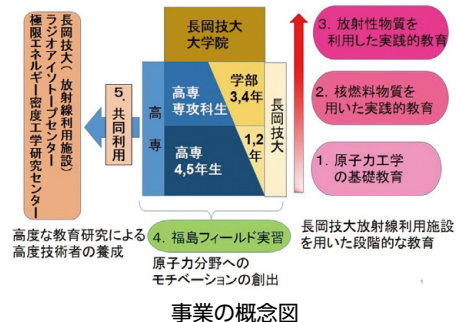 長岡技大（放射線利用施設）
ラジオアイソトープセンター
極限エネルギー密度工学研究センター
5．共同利用
長岡技大
大学院
高専
高専
専攻科生
学部
3,4年
高専
4,5年生
1,2
年
長岡技大
3．放射性物質を
利用した実践的教育
2．核燃料物質を
用いた実践的教育
1．原子力工学
の基礎教育
高度な教育研究による
高度技術者の養成
4．福島フィールド実習
原子力分野への
モチベーションの創出
長岡技大放射線利用施設
を用いた段階的な教育
1
事業の概念図